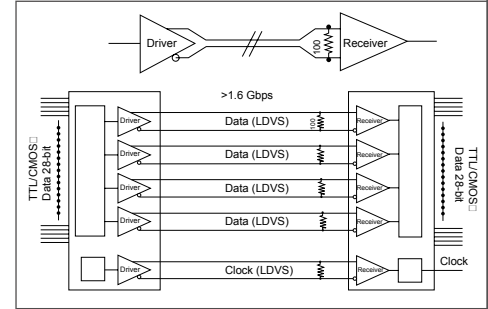 Driver
100
Receiver
>1.6 Gbps
TTL/CMOS□
Data 28-bit
Driver
Data (LDVS)
100
Receiver
Driver
Data (LDVS)
Receiver
Driver
Data (LDVS)
Receiver
Driver
Data (LDVS)
Receiver
Driver
Clock (LDVS)
Receiver
Clock
TTL/CMOS□
Data 28-bit